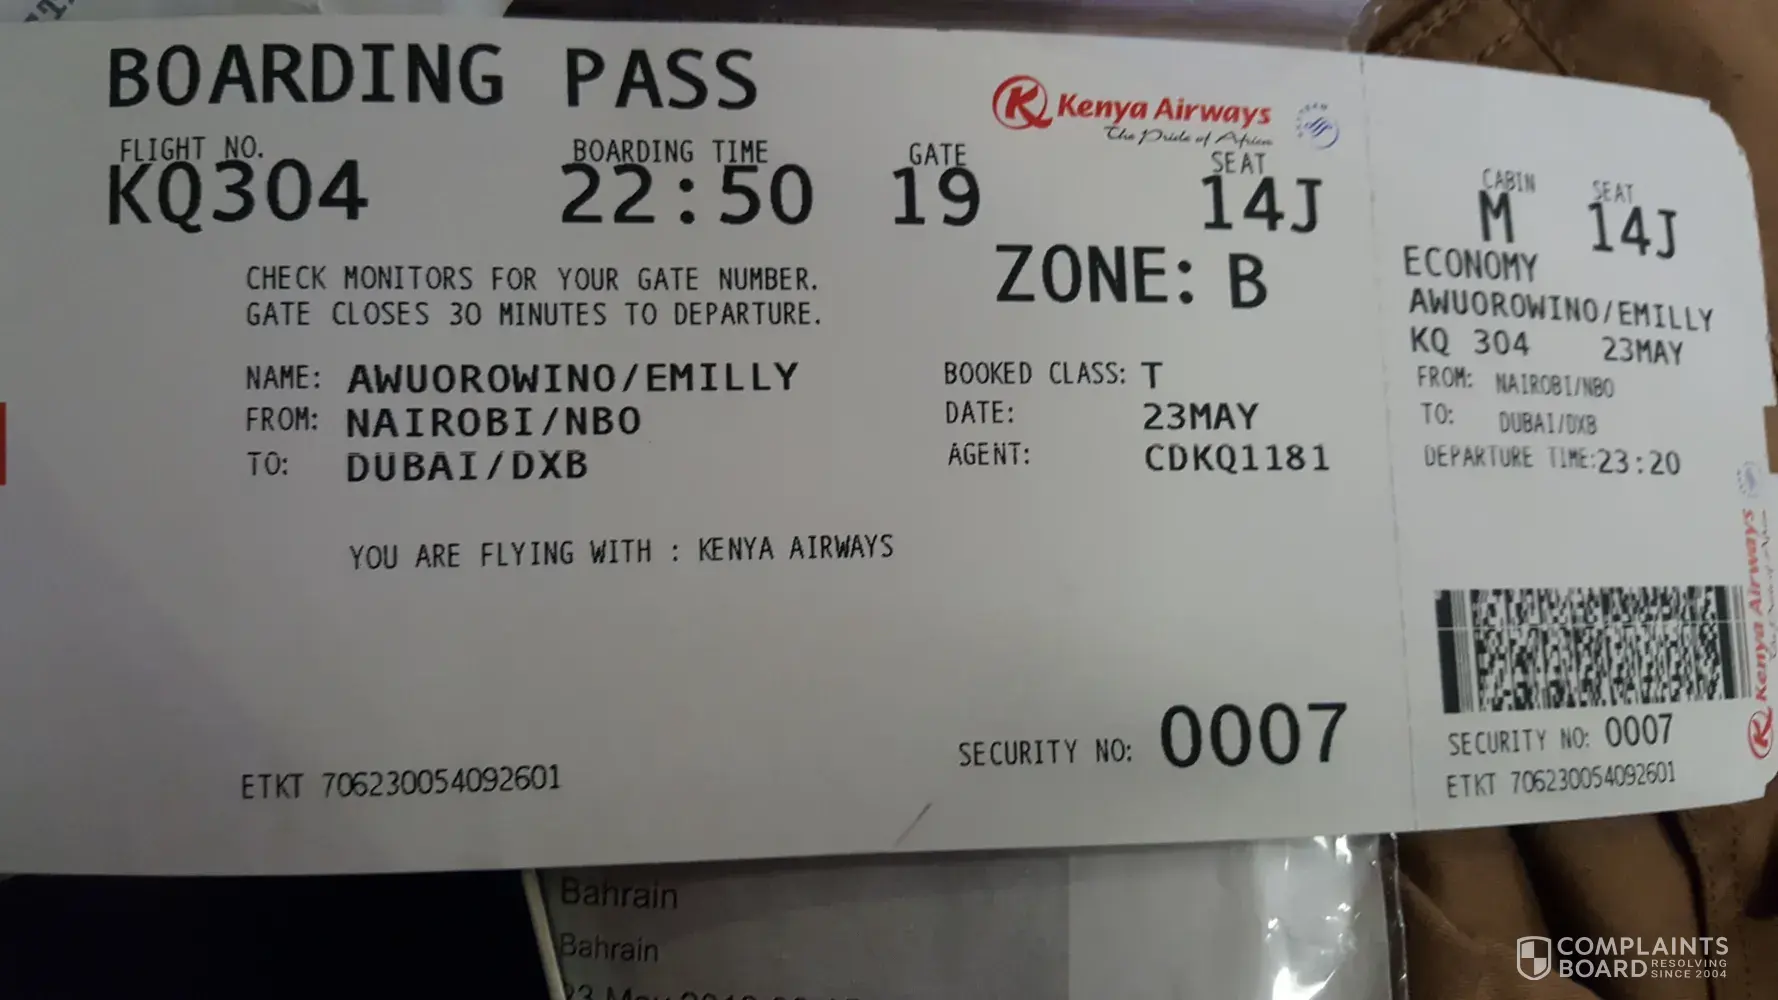 BOARDING PASS
Kenya Airways
The Pride of Africa
FLIGHT NO. BOARDING TIME GATE SEAT
KQ304 22:50 19 14J
ZONE: B
CHECK MONITORS FOR YOUR GATE NUMBER.
GATE CLOSES 30 MINUTES TO DEPARTURE.
NAME: AWUOROWINO/EMILLY
FROM: NAIROBI/NBO
TO: DUBAI/DXB
BOOKED CLASS: T
DATE: 23MAY
AGENT: CDKQ1181
YOU ARE FLYING WITH : KENYA AIRWAYS
SECURITY NO: 0007
ETKT 706230054092601
CABIN SEAT
M 14J
ECONOMY
AWUOROWINO/EMILLY
KQ 304 23MAY
FROM: NAIROBI/NBO
TO: DUBAI/DXB
DEPARTURE TIME:23:20
SECURITY NO: 0007
ETKT 706230054092601
Kenya Airways
Bahrain
Bahrain
COMPLAINTS
BOARD RESOLVING
SINCE 2004